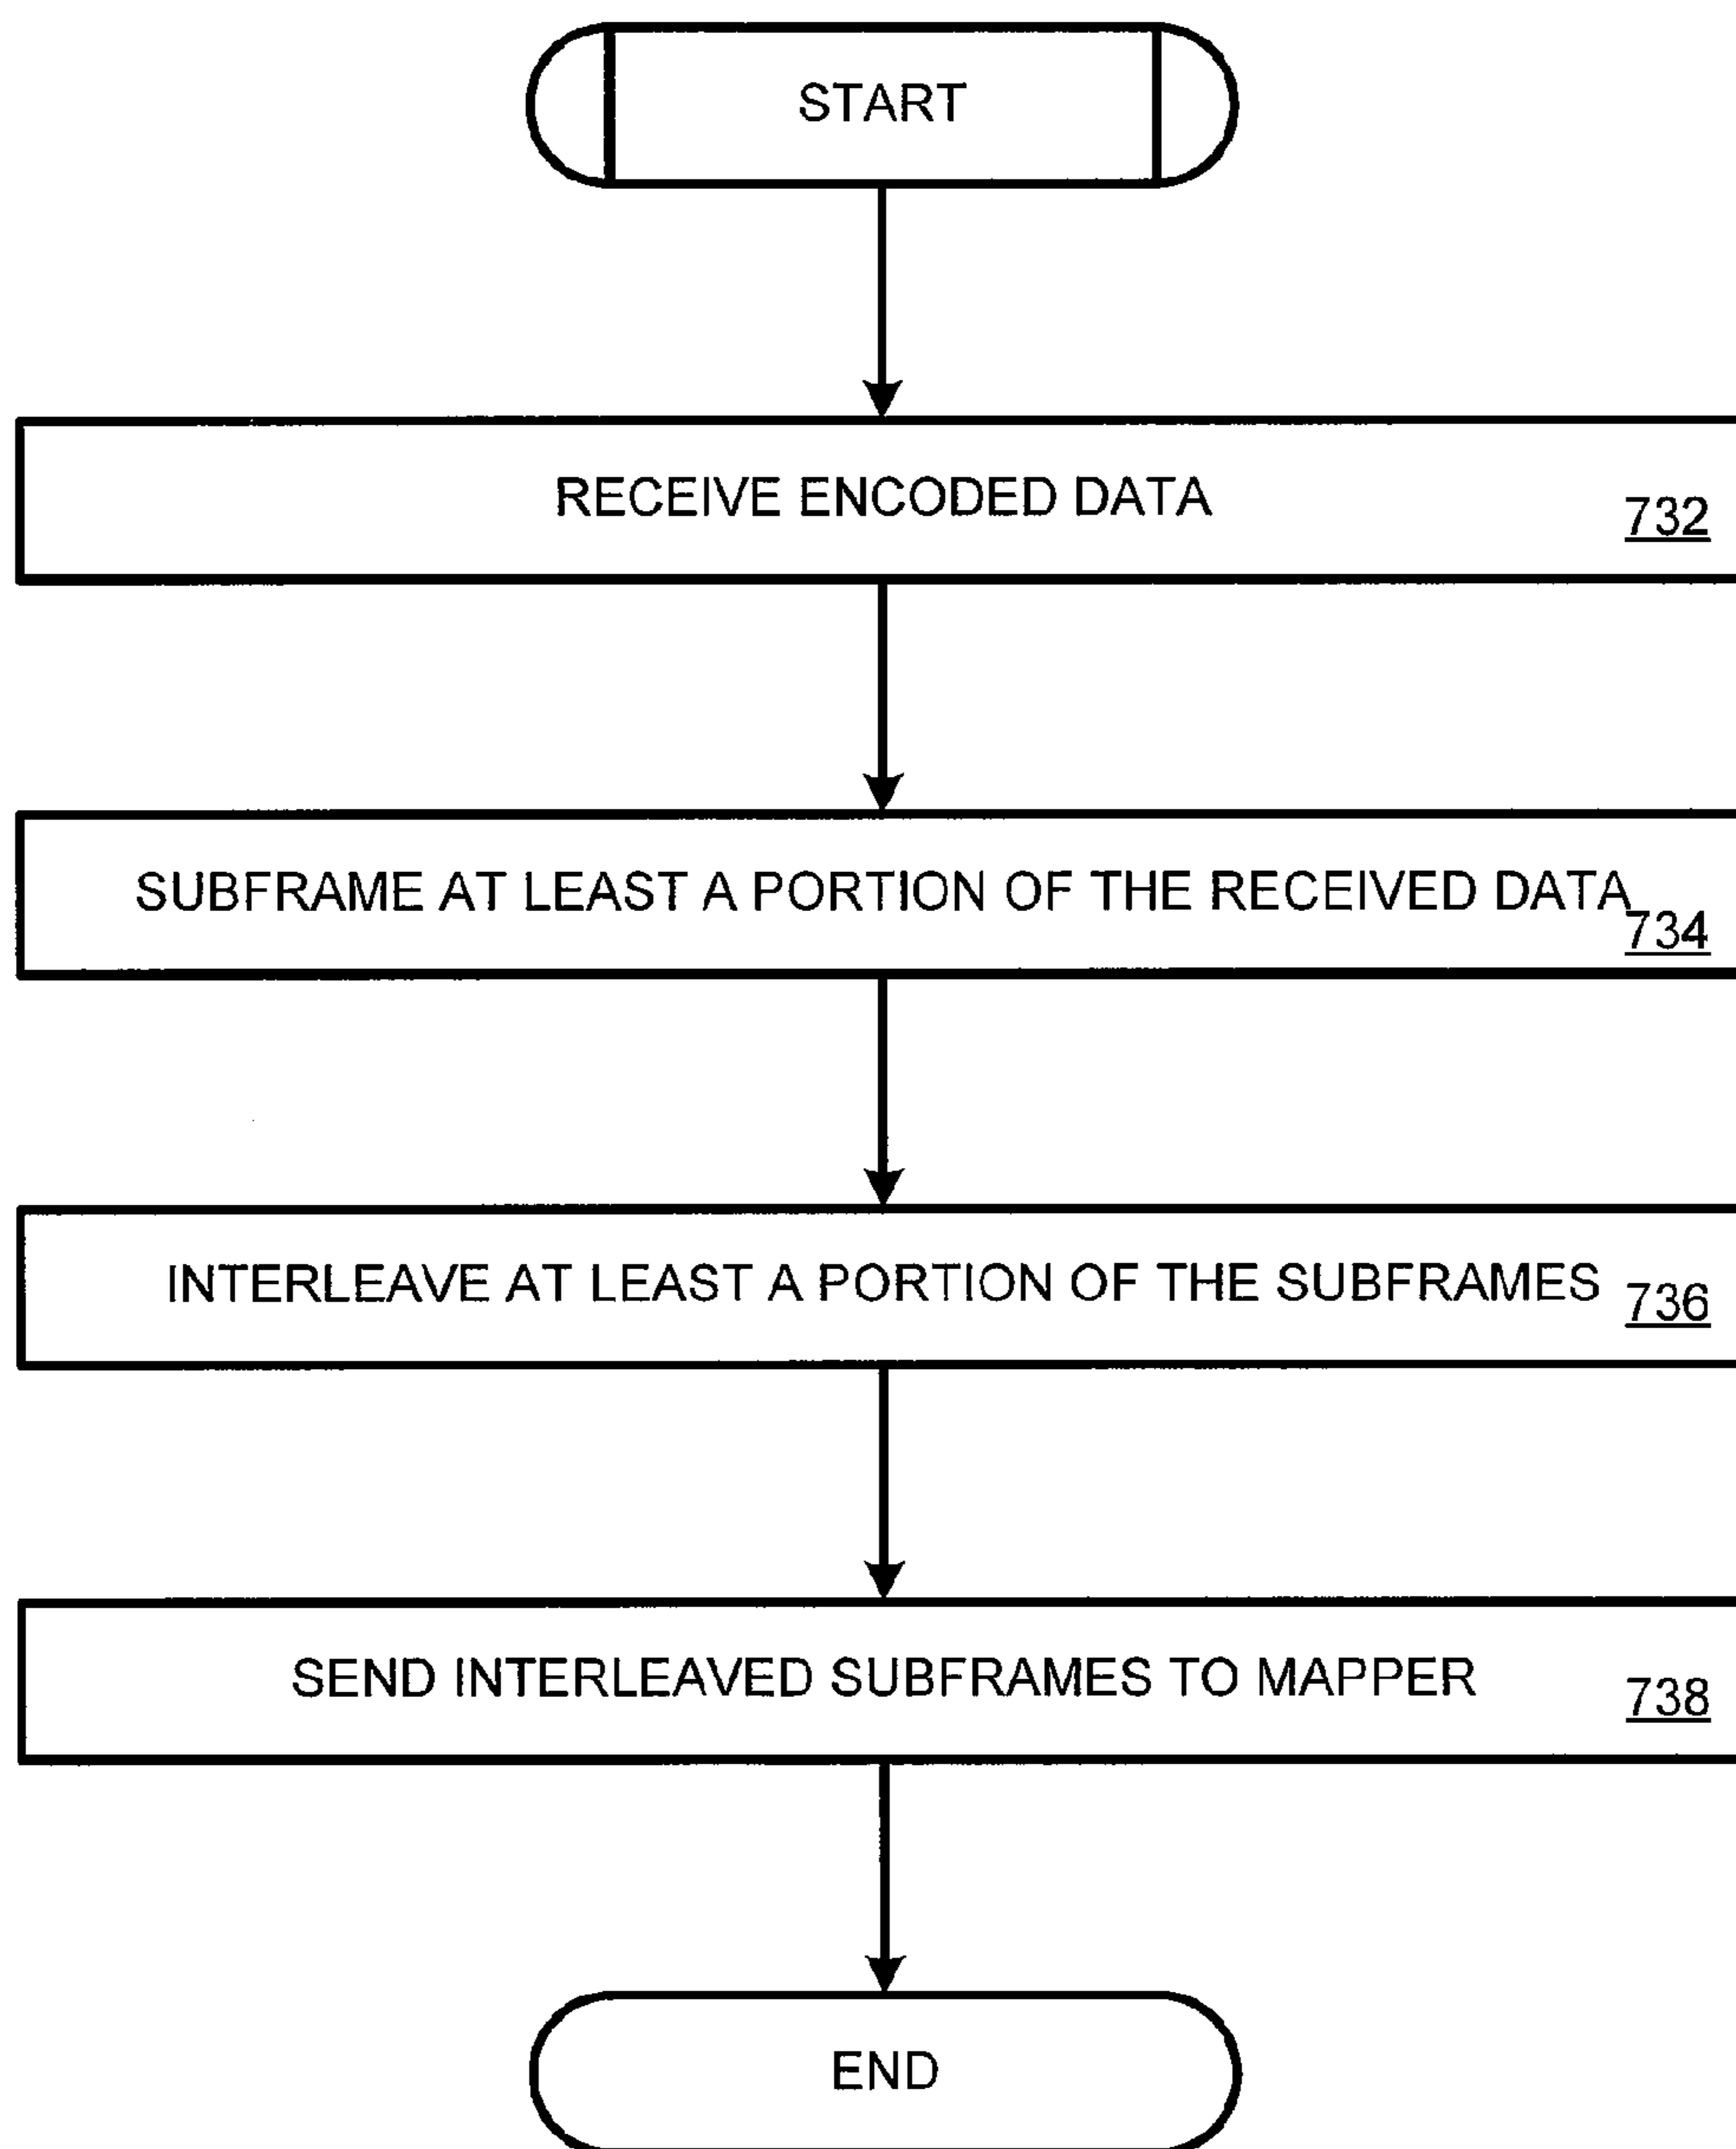 START
RECEIVE ENCODED DATA
732
SUBFRAME AT LEAST A PORTION OF THE RECEIVED DATA
734
INTERLEAVE AT LEAST A PORTION OF THE SUBFRAMES
736
SEND INTERLEAVED SUBFRAMES TO MAPPER
738
END